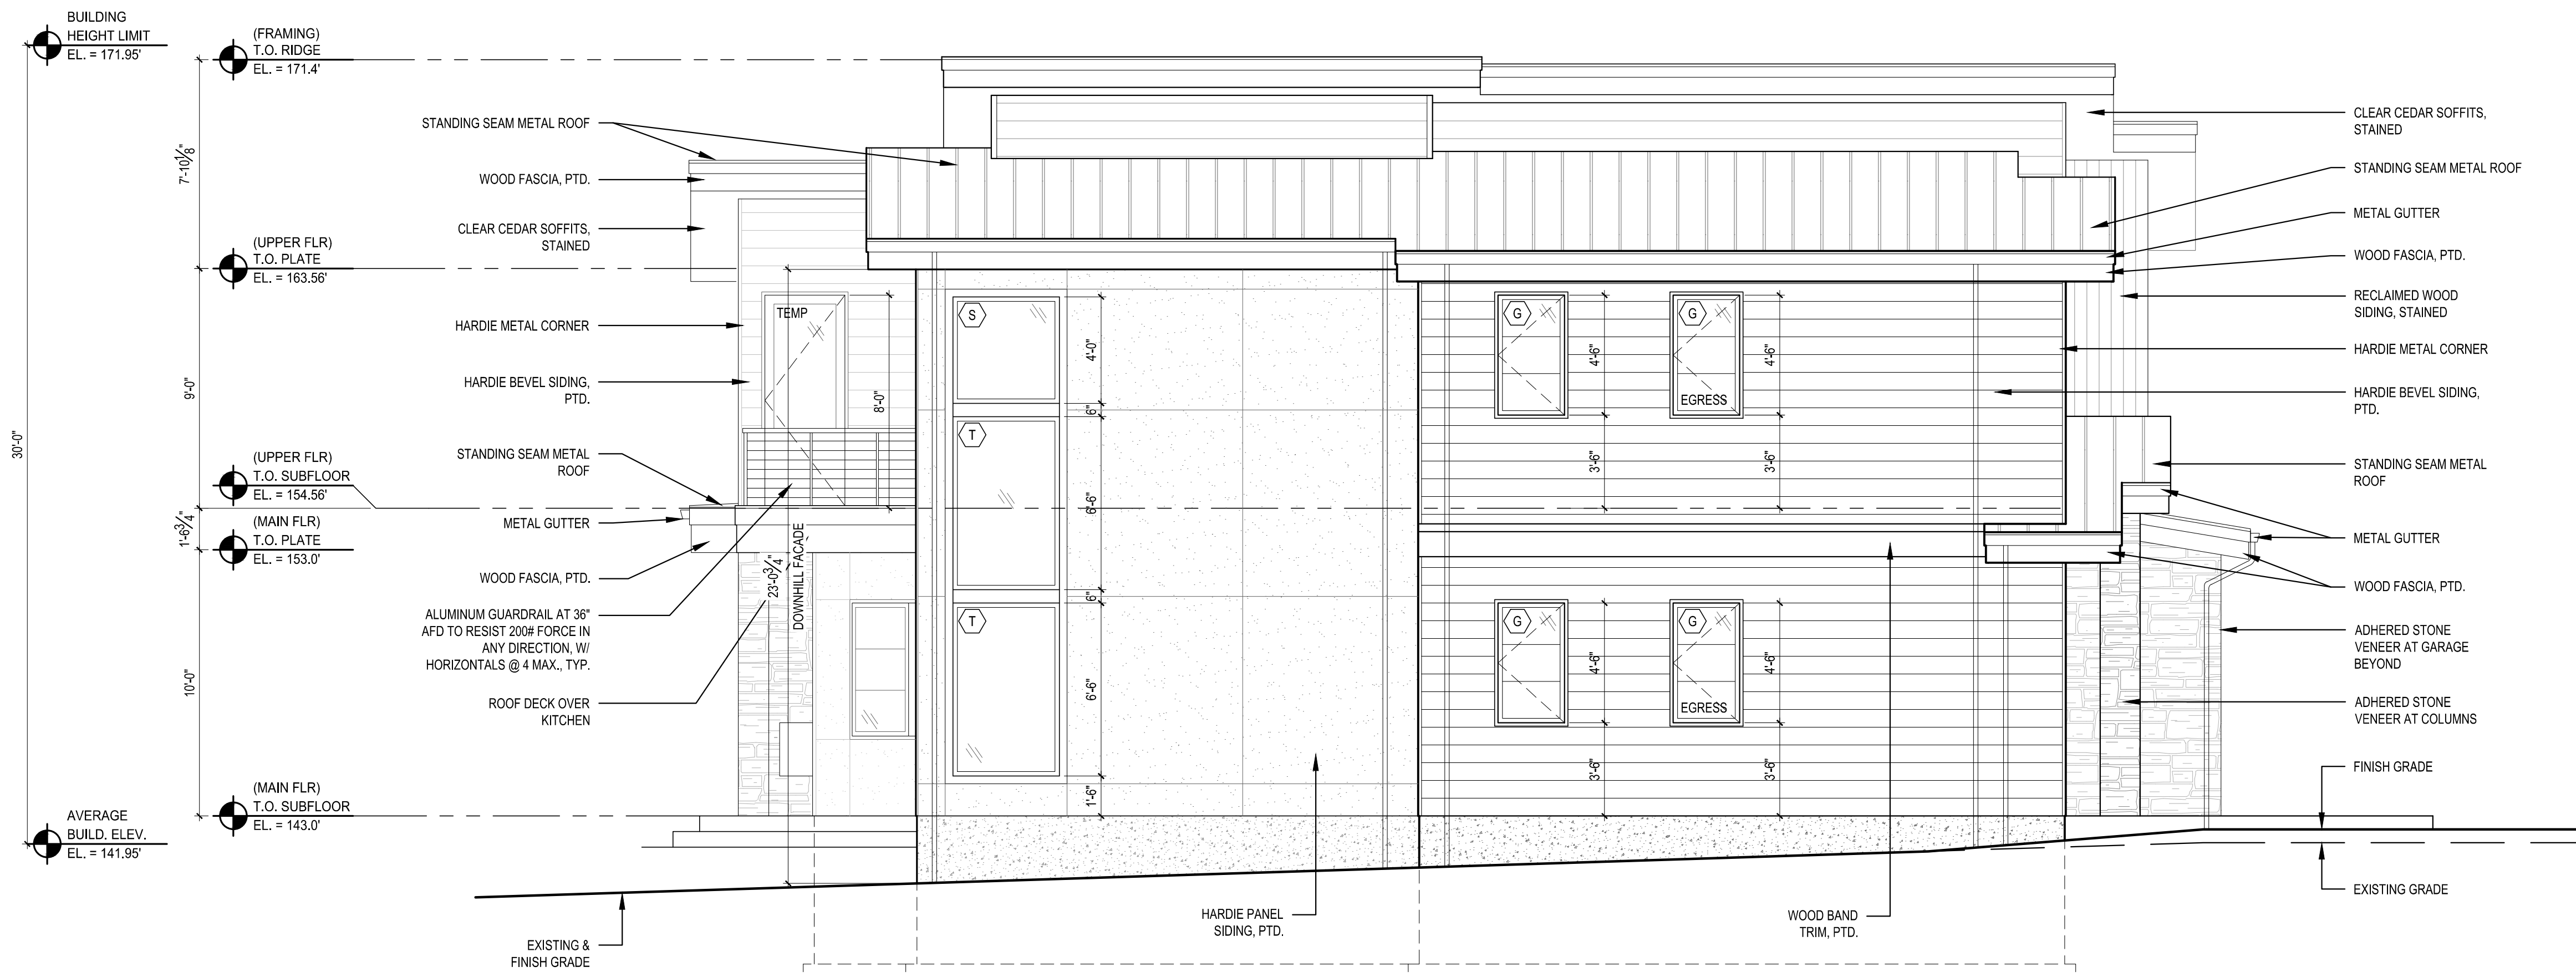 BUILDING
HEIGHT LIMIT
EL. = 171.95'
(FRAMING)
T.O. RIDGE
EL. = 171.4'
7'-10 1/8"
(UPPER FLR)
T.O. PLATE
EL. = 163.56'
9'-0"
30'-0"
(UPPER FLR)
T.O. SUBFLOOR
EL. = 154.56'
1'-6 3/4"
(MAIN FLR)
T.O. PLATE
EL. = 153.0'
10'-0"
(MAIN FLR)
T.O. SUBFLOOR
EL. = 143.0'
AVERAGE
BUILD. ELEV.
EL. = 141.95'
STANDING SEAM METAL ROOF
WOOD FASCIA, PTD.
CLEAR CEDAR SOFFITS,
STAINED
HARDIE METAL CORNER
HARDIE BEVEL SIDING,
PTD.
STANDING SEAM METAL
ROOF
METAL GUTTER
WOOD FASCIA, PTD.
ALUMINUM GUARDRAIL AT 36"
AFD TO RESIST 200# FORCE IN
ANY DIRECTION, W/
HORIZONTALS @ 4 MAX., TYP.
ROOF DECK OVER
KITCHEN
EXISTING &
FINISH GRADE
TEMP
8'-0"
23'-0 3/4"
DOWNHILL FACADE
S
T
T
4'-0"
6"
6'-6"
6"
6'-6"
1'-6"
G
4'-6"
G
4'-6"
EGRESS
3'-6"
3'-6"
G
4'-6"
G
4'-6"
EGRESS
3'-6"
3'-6"
HARDIE PANEL
SIDING, PTD.
WOOD BAND
TRIM, PTD.
CLEAR CEDAR SOFFITS,
STAINED
STANDING SEAM METAL ROOF
METAL GUTTER
WOOD FASCIA, PTD.
RECLAIMED WOOD
SIDING, STAINED
HARDIE METAL CORNER
HARDIE BEVEL SIDING,
PTD.
STANDING SEAM METAL
ROOF
METAL GUTTER
WOOD FASCIA, PTD.
ADHERED STONE
VENEER AT GARAGE
BEYOND
ADHERED STONE
VENEER AT COLUMNS
FINISH GRADE
EXISTING GRADE